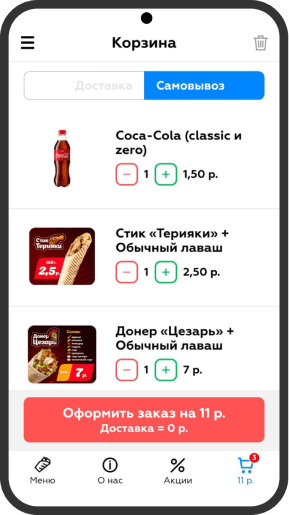 Корзина
Доставка
Самовывоз
Coca-Cola (classic и
zero)
1
1,50 р.
Стик «Терияки» +
Обычный лаваш
1
2,50 р.
Стик
Терияки
2,5р.
Донер «Цезарь» +
Обычный лаваш
1
7 р.
Донер
Цезарь
7р.
Оформить заказ на 11 р.
Доставка = 0 р.
3
Меню
О нас
Акции
11 р.